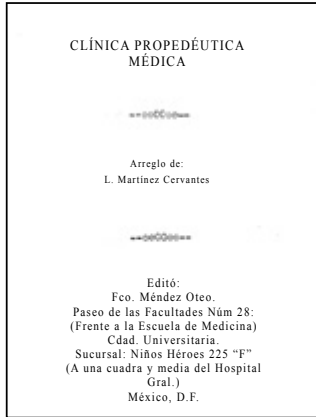 CLÍNICA PROPEDÉUTICA
MÉDICA
Arreglo de:
L. Martínez Cervantes
Editó:
Fco. Méndez Oteo.
Paseo de las Facultades Núm 28:
(Frente a la Escuela de Medicina)
Cdad. Universitaria.
Sucursal: Niños Héroes 225 “F”
(A una cuadra y media del Hospital
Gral.)
México, D.F.